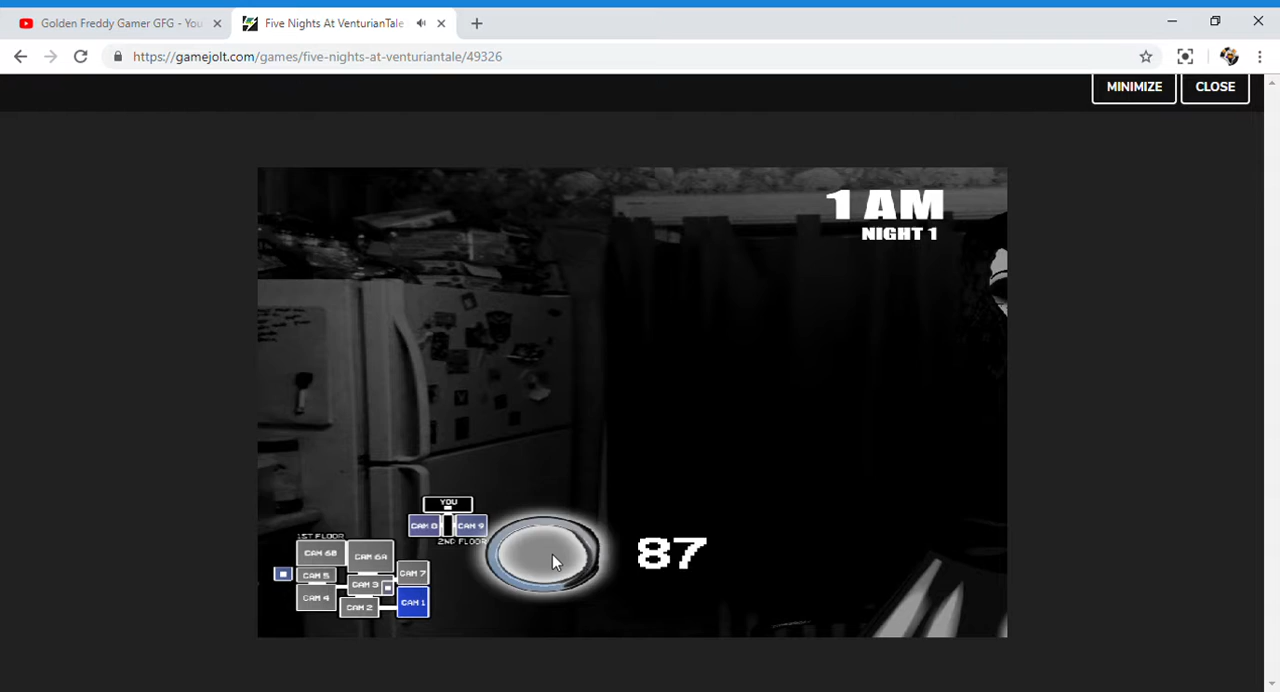 Golden Freddy Gamer GFG - You
Five Nights At VenturianTale
https://gamejolt.com/games/five-nights-at-venturiantale/49326
MINIMIZE
CLOSE
1 AM
NIGHT 1
YOU
CAM 8
CAM 9
2ND FLOOR
1ST FLOOR
CAM 6B
CAM 6A
CAM 5
CAM 7
CAM 3
CAM 4
CAM 1
CAM 2
87